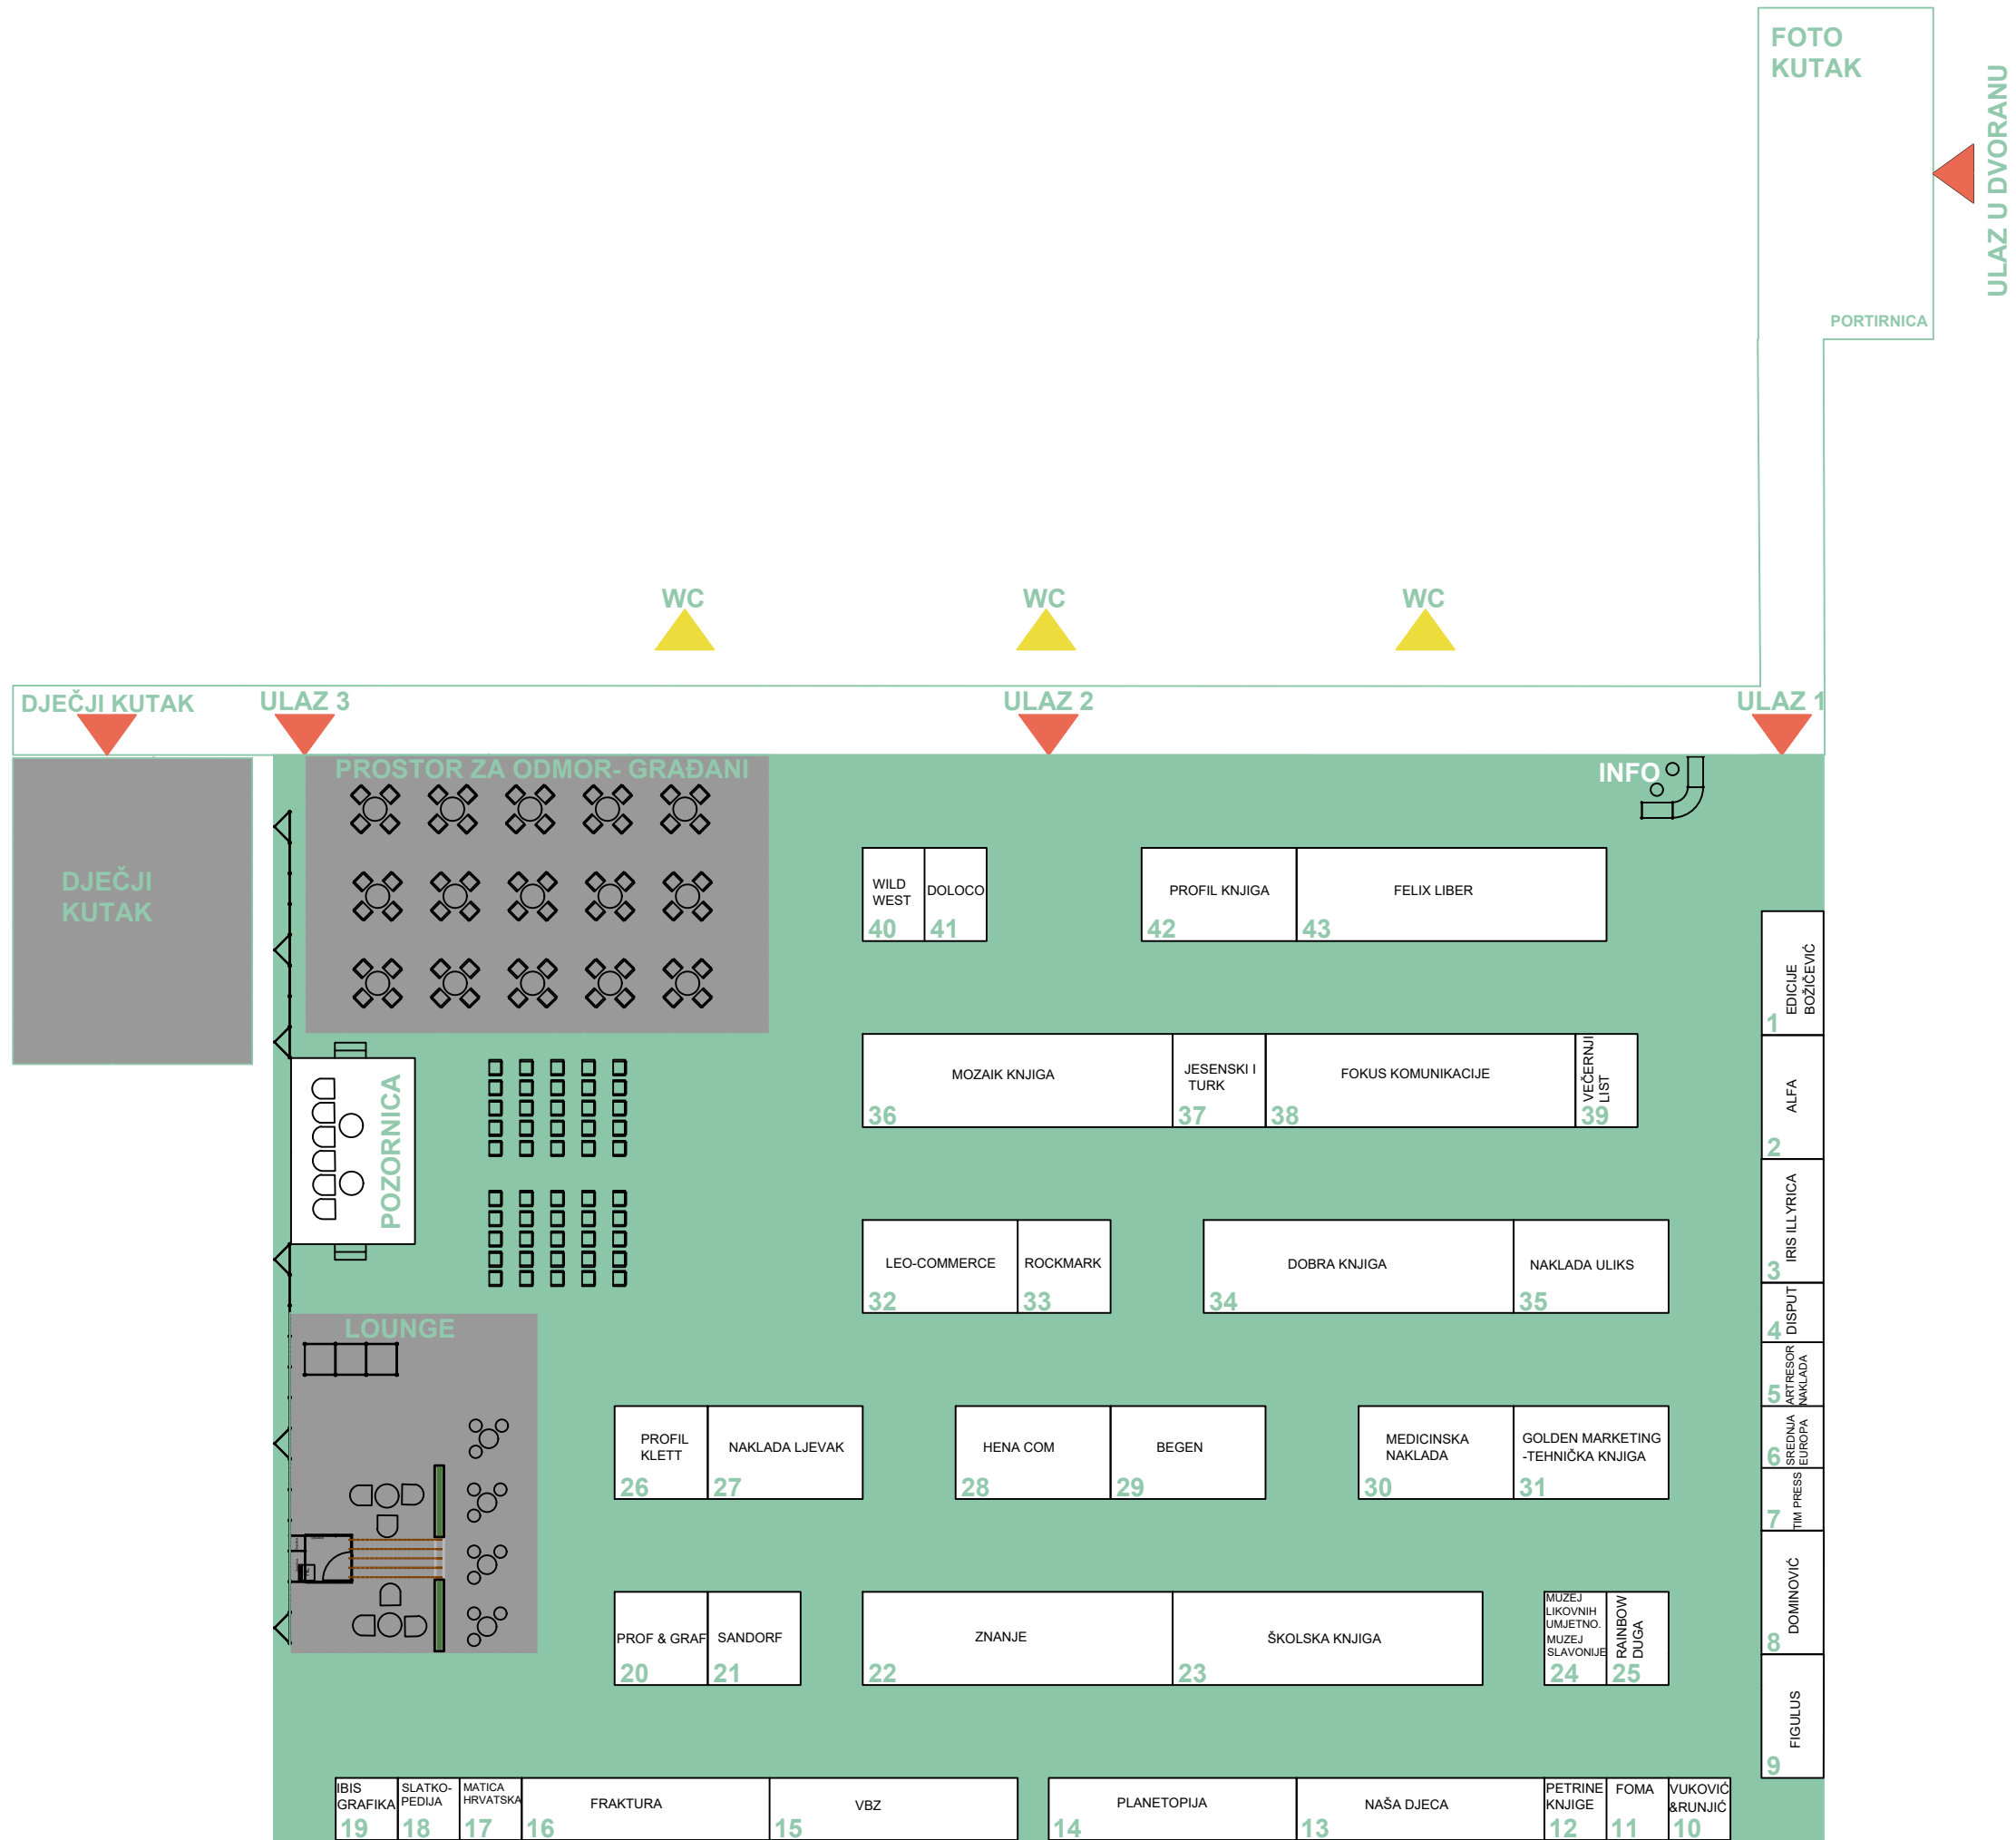 FOTO
KUTAK
ULAZ U DVORANU
PORTIRNICA
WC
WC
WC
DJEČJI KUTAK
ULAZ 3
ULAZ 2
ULAZ 1
PROSTOR ZA ODMOR- GRAĐANI
INFO
DJEČJI
KUTAK
WILD
WEST
40
DOLOCO
41
PROFIL KNJIGA
42
FELIX LIBER
43
EDICIJE
BOŽIČEVIĆ
1
MOZAIK KNJIGA
36
JESENSKI I
TURK
37
FOKUS KOMUNIKACIJE
38
VEČERNJI
LIST
39
ALFA
2
POZORNICA
IRIS ILLYRICA
3
LEO-COMMERCE
32
ROCKMARK
33
DOBRA KNJIGA
34
NAKLADA ULIKS
35
DISPUT
4
LOUNGE
ARTRESOR
NAKLADA
5
PROFIL
KLETT
26
NAKLADA LJEVAK
27
HENA COM
28
BEGEN
29
MEDICINSKA
NAKLADA
30
GOLDEN MARKETING
-TEHNIČKA KNJIGA
31
SREDNJA
EUROPA
6
TIM PRESS
7
DOMINOVIĆ
8
PROF & GRAF
20
SANDORF
21
ZNANJE
22
ŠKOLSKA KNJIGA
23
MUZEJ
LIKOVNIH
UMJETNO.
MUZEJ
SLAVONIJE
24
RAINBOW
DUGA
25
FIGULUS
9
IBIS
GRAFIKA
19
SLATKO-
PEDIJA
18
MATICA
HRVATSKA
17
FRAKTURA
16
VBZ
15
PLANETOPIJA
14
NAŠA DJECA
13
PETRINE
KNJIGE
12
FOMA
11
VUKOVIĆ
&RUNJIĆ
10